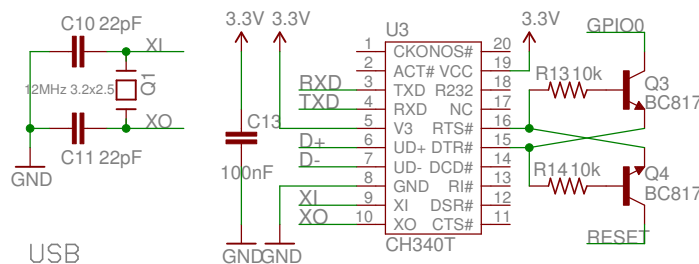 C10 22pF
XI
12MHz 3.2x2.5
Q1
XO
C11 22pF
GND
USB
3.3V
3.3V
C13
100nF
GND
GND
U3
1 CKO NOS# 20
2 ACT# VCC 19
RXD 3 TXD R232 18
TXD 4 RXD NC 17
5 V3 RTS# 16
D+ 6 UD+ DTR# 15
D- 7 UD- DCD# 14
8 GND RI# 13
XI 9 XI DSR# 12
XO 10 XO CTS# 11
CH340T
3.3V
GPIO0
R13 10k
Q3
BC817
R14 10k
Q4
BC817
RESET